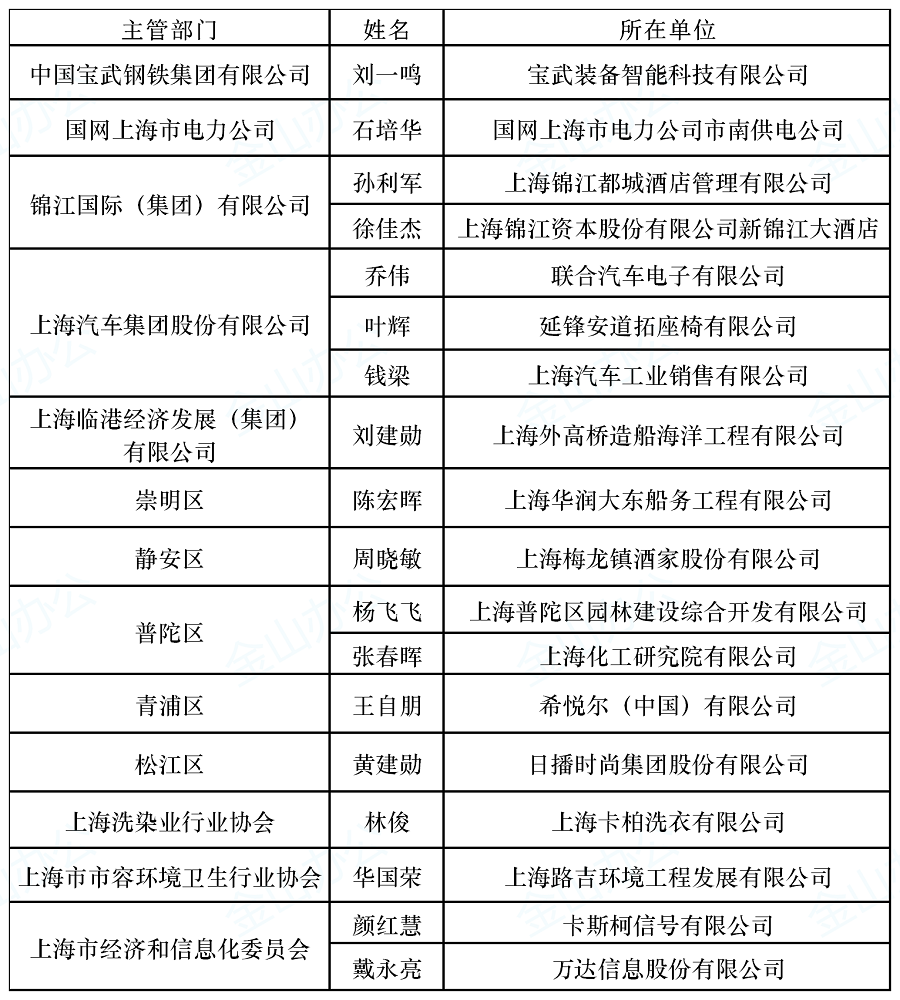 主管部门 姓名 所在单位
中国宝武钢铁集团有限公司 刘一鸣 宝武装备智能科技有限公司
国网上海市电力公司 石培华 国网上海市电力公司市南供电公司
锦江国际（集团）有限公司 孙利军 上海锦江都城酒店管理有限公司
徐佳杰 上海锦江资本股份有限公司新锦江大酒店
上海汽车集团股份有限公司 乔伟 联合汽车电子有限公司
叶辉 延锋安道拓座椅有限公司
钱梁 上海汽车工业销售有限公司
上海临港经济发展（集团）
有限公司 刘建勋 上海外高桥造船海洋工程有限公司
崇明区 陈宏晖 上海华润大东船务工程有限公司
静安区 周晓敏 上海梅龙镇酒家股份有限公司
普陀区 杨飞飞 上海普陀区园林建设综合开发有限公司
张春晖 上海化工研究院有限公司
青浦区 王自朋 希悦尔（中国）有限公司
松江区 黄建勋 日播时尚集团股份有限公司
上海洗染业行业协会 林俊 上海卡柏洗衣有限公司
上海市市容环境卫生行业协会 华国荣 上海路吉环境工程发展有限公司
上海市经济和信息化委员会 颜红慧 卡斯柯信号有限公司
戴永亮 万达信息股份有限公司
金山办公